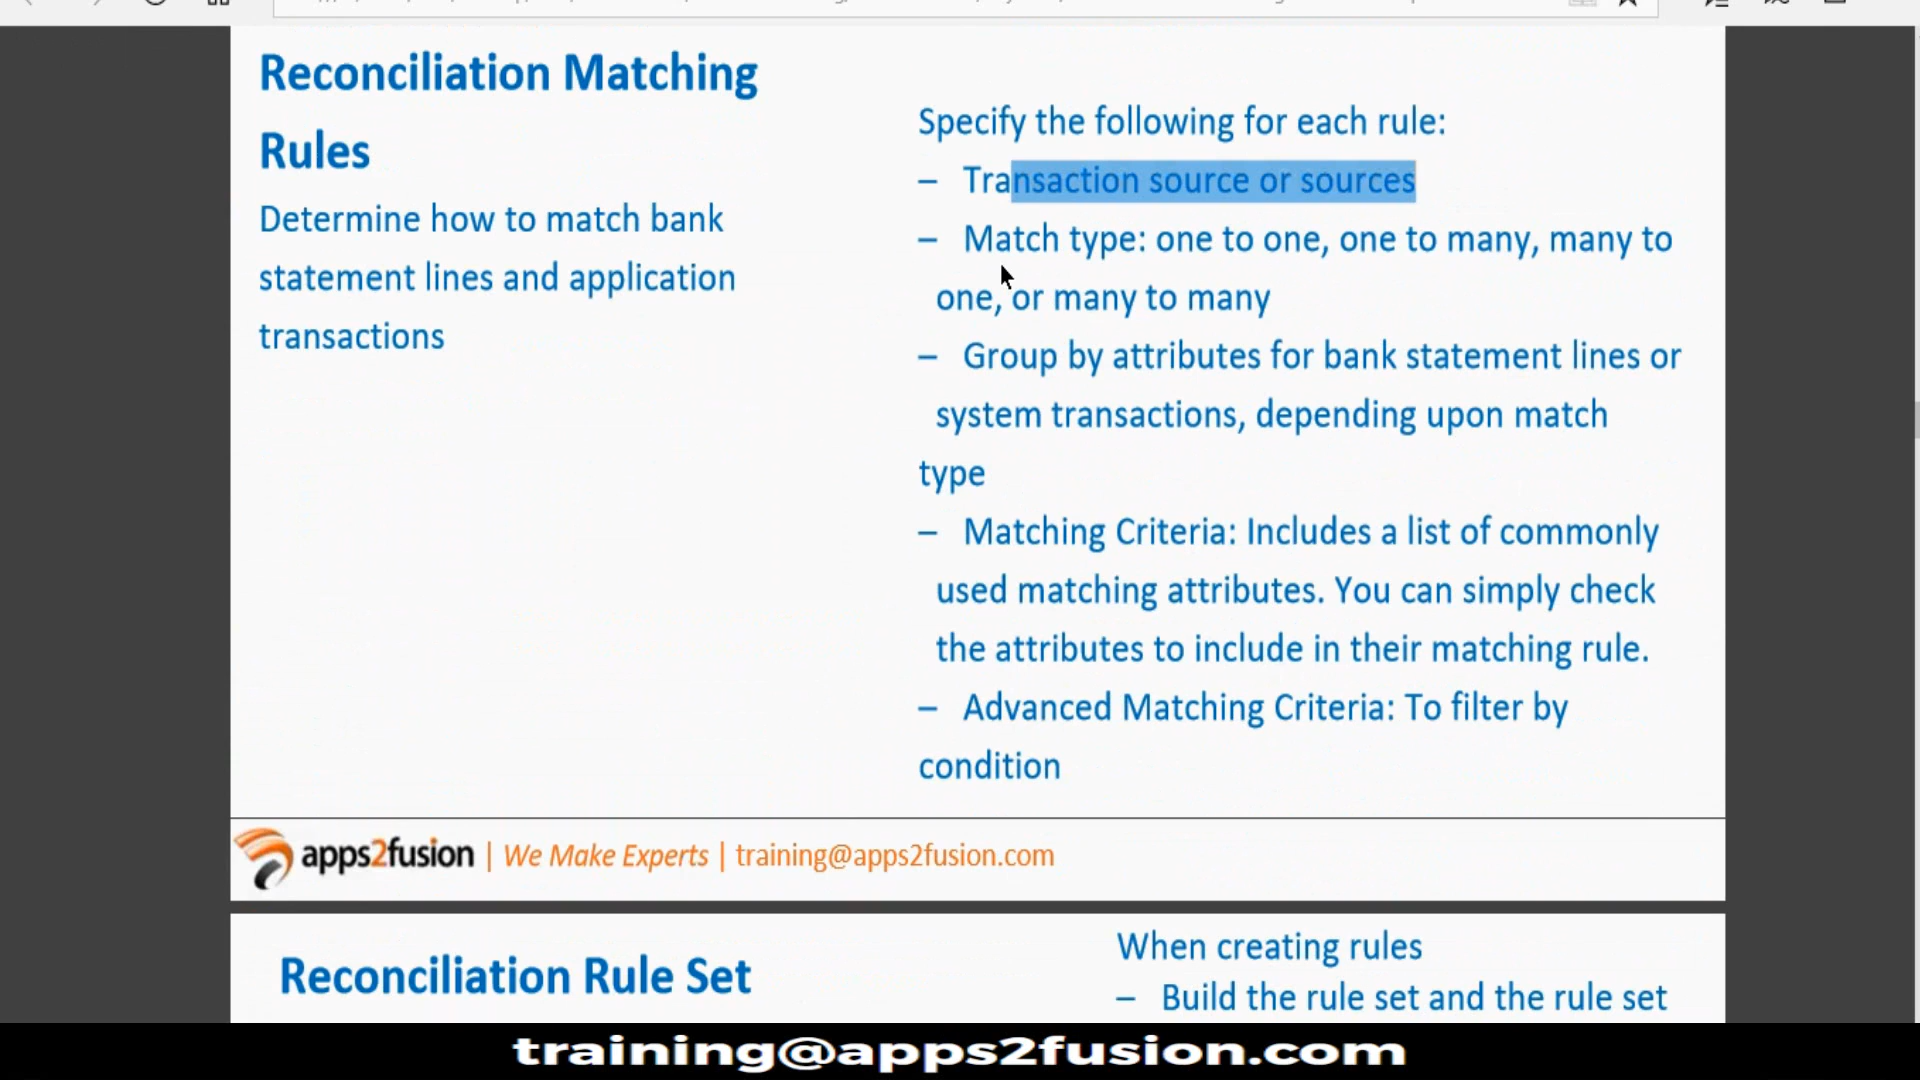 Reconciliation Matching
Rules
Determine how to match bank
statement lines and application
transactions
Specify the following for each rule:
– Transaction source or sources
– Match type: one to one, one to many, many to
one, or many to many
– Group by attributes for bank statement lines or
system transactions, depending upon match
type
– Matching Criteria: Includes a list of commonly
used matching attributes. You can simply check
the attributes to include in their matching rule.
– Advanced Matching Criteria: To filter by
condition
apps2fusion | We Make Experts | training@apps2fusion.com
Reconciliation Rule Set
When creating rules
– Build the rule set and the rule set
training@apps2fusion.com